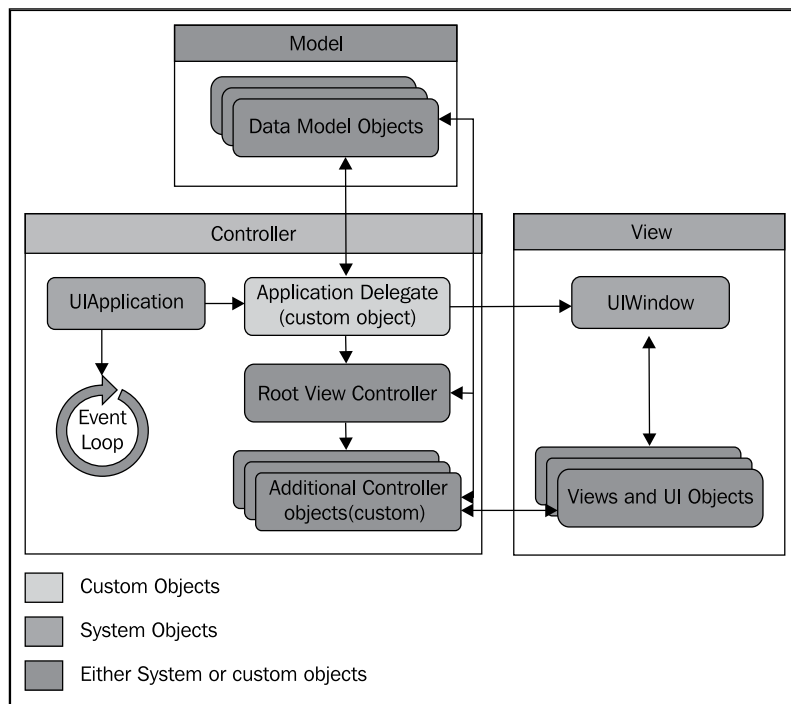 Model
Data Model Objects
Controller
View
UIApplication
Application Delegate
(custom object)
UIWindow
Root View Controller
Event
Loop
Additional Controller
objects(custom)
Views and UI Objects
Custom Objects
System Objects
Either System or custom objects